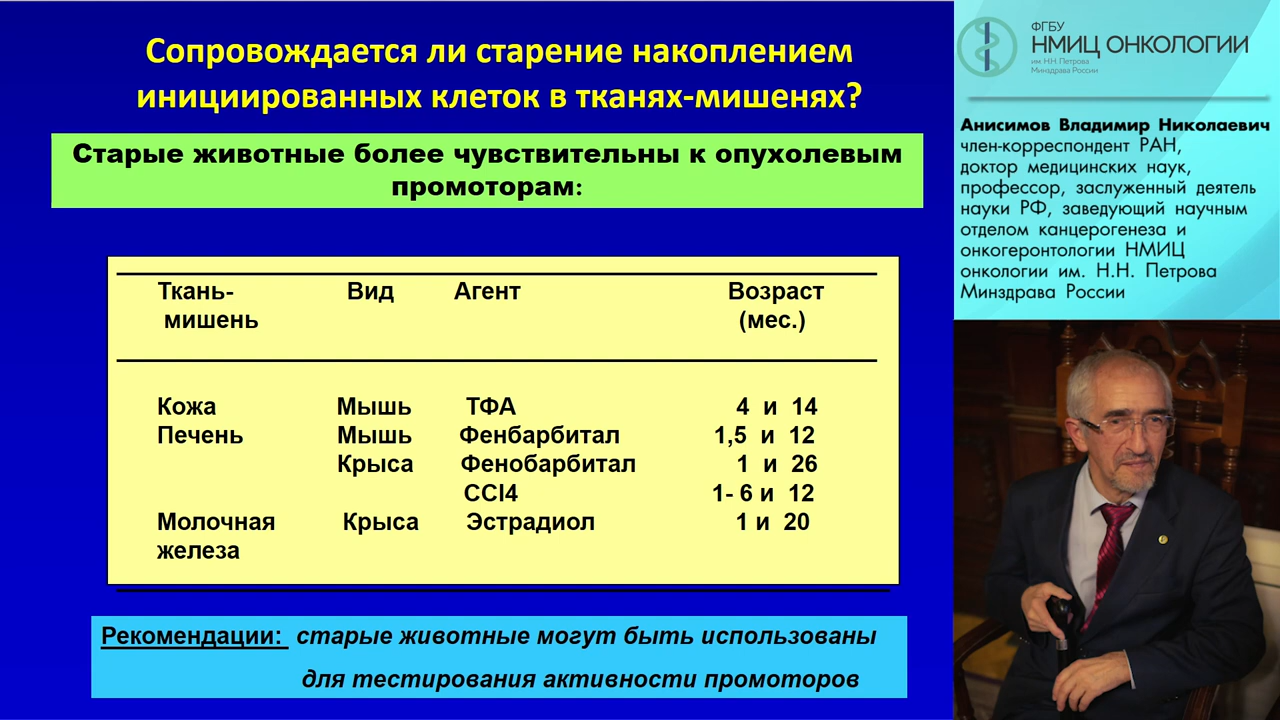 Сопровождается ли старение накоплением
инициированных клеток в тканях-мишенях?
Старые животные более чувствительны к опухолевым
промоторам:
Ткань- Вид Агент Возраст
мишень (мес.)
Кожа Мышь ТФА 4 и 14
Печень Мышь Фенбарбитал 1,5 и 12
Крыса Фенобарбитал 1 и 26
CCl4 1- 6 и 12
Молочная Крыса Эстрадиол 1 и 20
железа
Рекомендации: старые животные могут быть использованы
для тестирования активности промоторов
ФГБУ
НМИЦ ОНКОЛОГИИ
им. Н.Н. Петрова
Минздрава России
Анисимов Владимир Николаевич
член-корреспондент РАН,
доктор медицинских наук,
профессор, заслуженный деятель
науки РФ, заведующий научным
отделом канцерогенеза и
онкогеронтологии НМИЦ
онкологии им. Н.Н. Петрова
Минздрава России